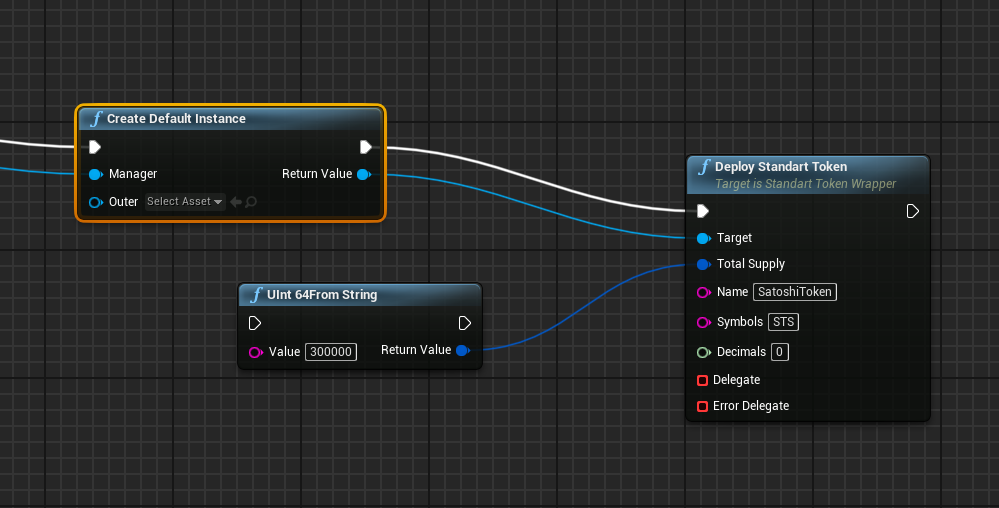 f Create Default Instance
Manager Return Value
Outer Select Asset
f Deploy Standart Token
Target is Standart Token Wrapper
Target
Total Supply
Name SatoshiToken
Symbols STS
Decimals 0
Delegate
Error Delegate
f UInt 64From String
Value 300000 Return Value